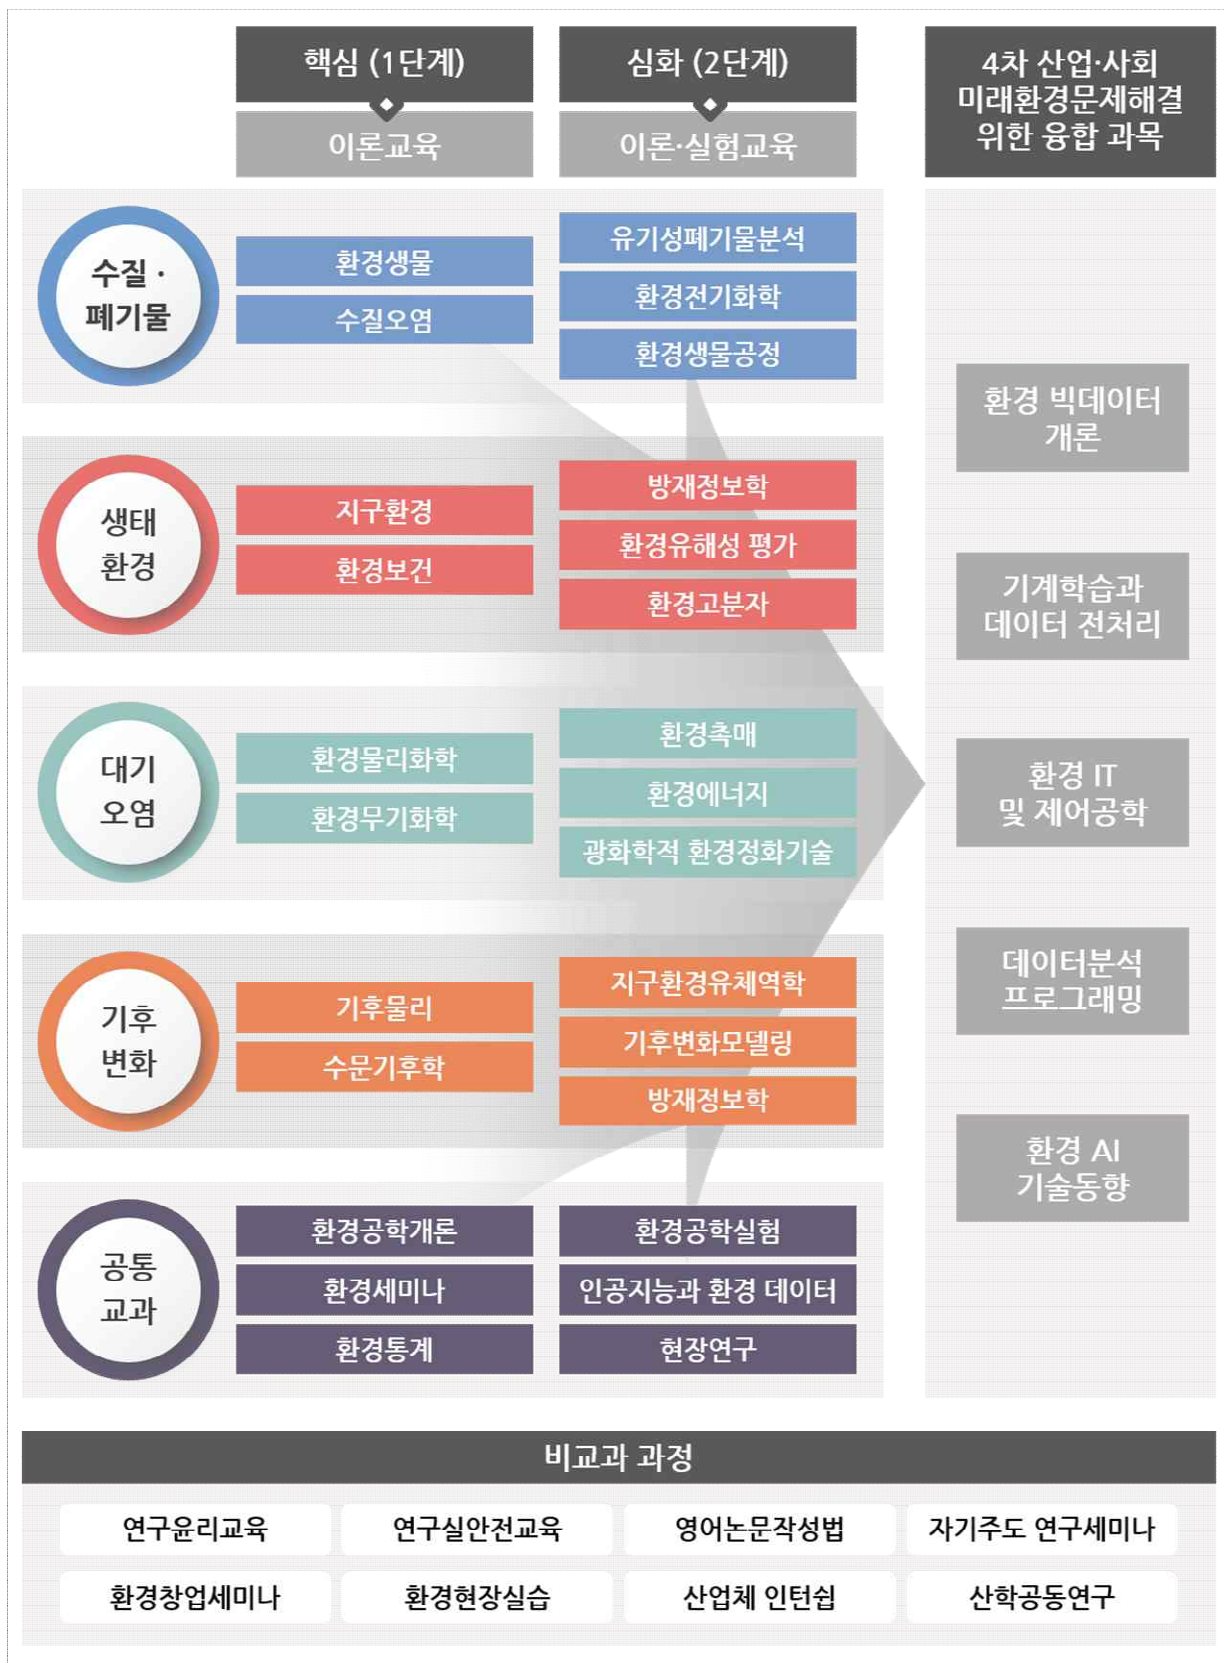 핵심 (1단계)
이론교육
심화 (2단계)
이론·실험교육
4차 산업·사회
미래환경문제해결
위한 융합 과목
수질·
폐기물
환경생물
수질오염
유기성폐기물분석
환경전기화학
환경생물공정
생태
환경
지구환경
환경보건
방재정보학
환경유해성 평가
환경고분자
대기
오염
환경물리화학
환경무기화학
환경촉매
환경에너지
광화학적 환경정화기술
기후
변화
기후물리
수문기후학
지구환경유체역학
기후변화모델링
방재정보학
공통
교과
환경공학개론
환경세미나
환경통계
환경공학실험
인공지능과 환경 데이터
현장연구
환경 빅데이터
개론
기계학습과
데이터 전처리
환경 IT
및 제어공학
데이터분석
프로그래밍
환경 AI
기술동향
비교과 과정
연구윤리교육
연구실안전교육
영어논문작성법
자기주도 연구세미나
환경창업세미나
환경현장실습
산업체 인턴쉽
산학공동연구